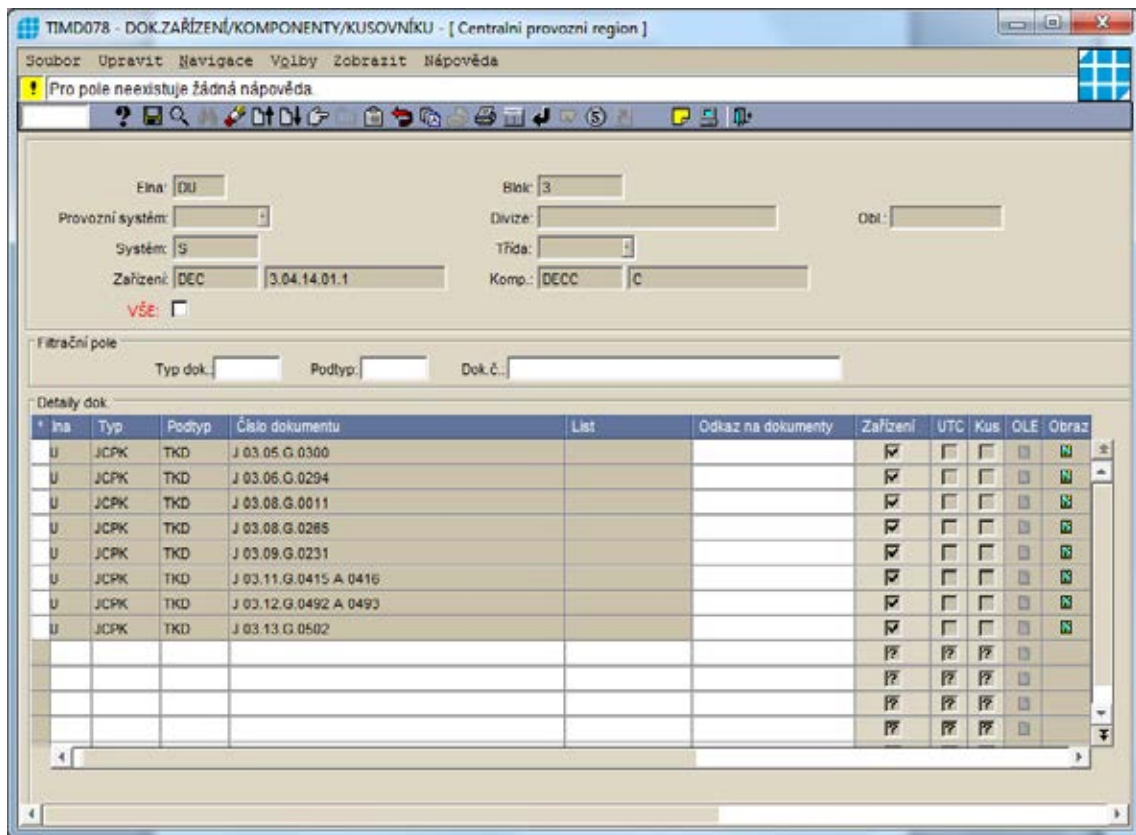 TIMD078 - DOK.ZAŘÍZENÍ/KOMPONENTY/KUSOVNÍKU - [ Centralni provozni region ]
Soubor Upravit Navigace Volby Zobrazit Nápověda
! Pro pole neexistuje žádná nápověda.
Elna: DU Blok: 3
Provozní systém: Divize: Obl.:
Systém: S Třída:
Zařízení: DEC 3.04.14.01.1 Komp.: DECC C
VŠE:
Filtrační pole
Typ dok.: Podtyp: Dok.č.:
Detaily dok.
* lna Typ Podtyp Číslo dokumentu List Odkaz na dokumenty Zařízení UTC Kus OLE Obraz
U JCPK TKD J 03.05.G.0300
U JCPK TKD J 03.06.G.0294
U JCPK TKD J 03.08.G.0011
U JCPK TKD J 03.08.G.0265
U JCPK TKD J 03.09.G.0231
U JCPK TKD J 03.11.G.0415 A 0416
U JCPK TKD J 03.12.G.0492 A 0493
U JCPK TKD J 03.13.G.0502
? ? ?
? ? ?
? ? ?
? ? ?